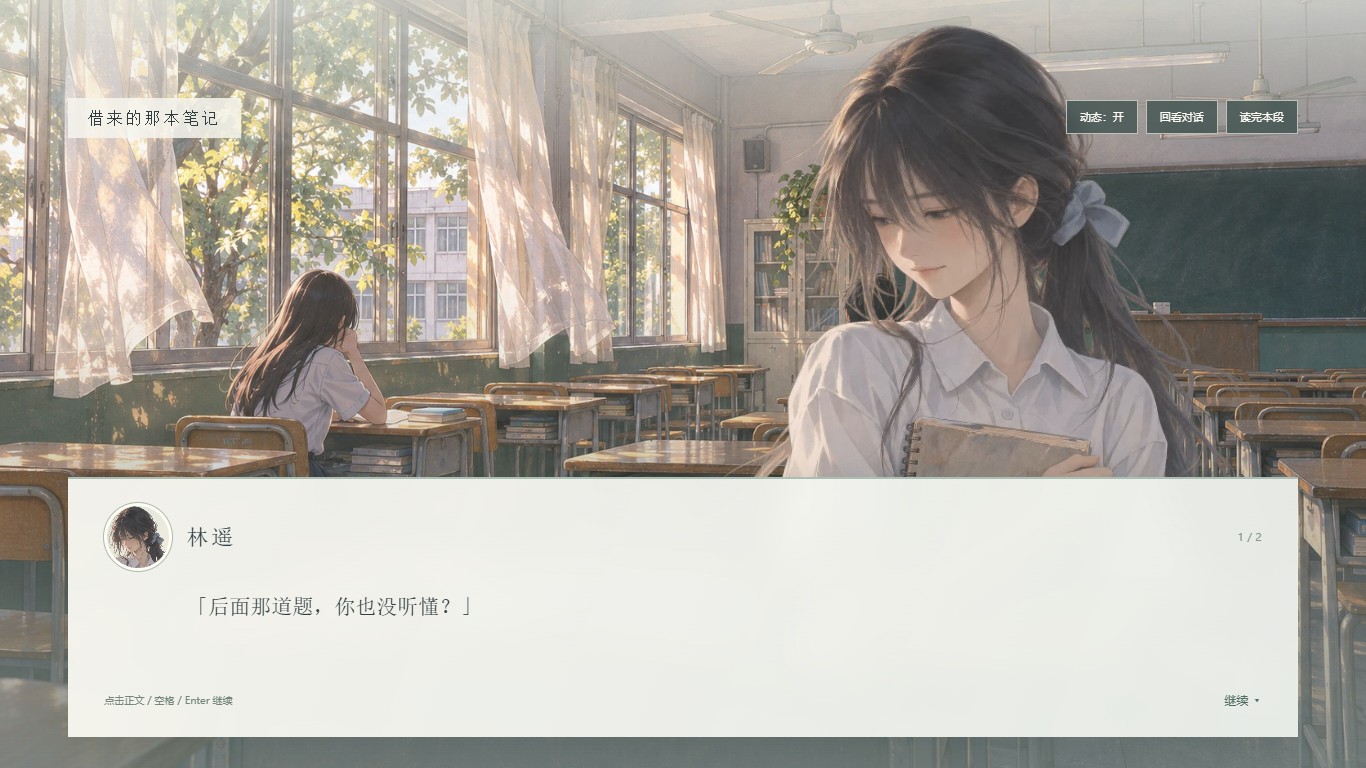 借来的那本笔记
动态：开
回看对话
读完本段
林遥
1 / 2
「后面那道题，你也没听懂？」
点击正文 / 空格 / Enter 继续
继续 ▾